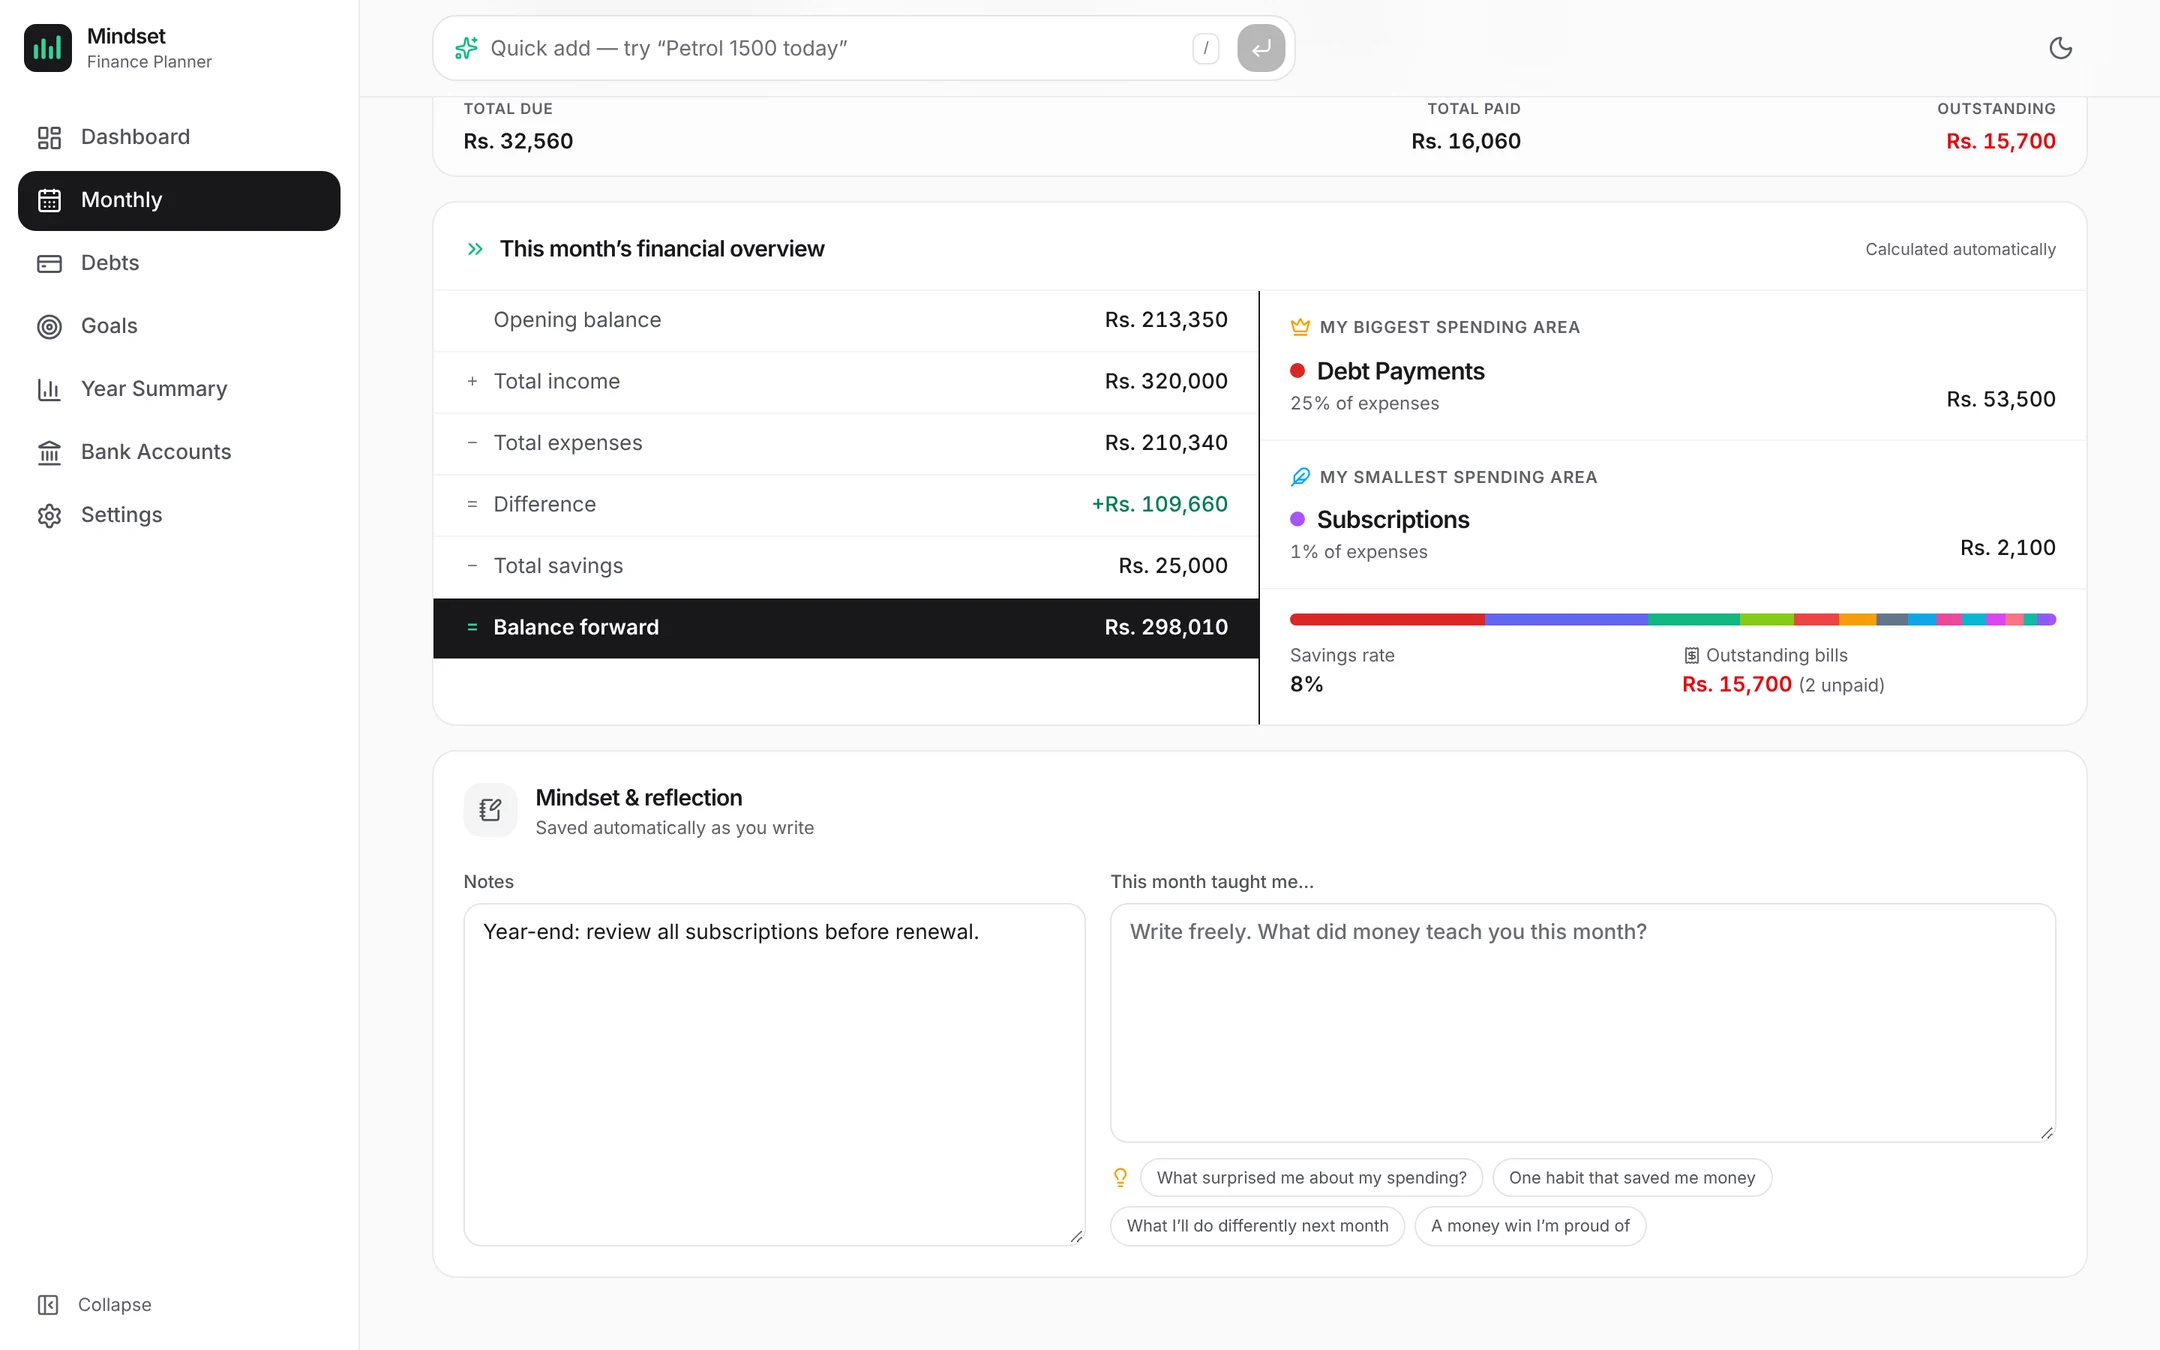 Mindset
Finance Planner
Dashboard
Monthly
Debts
Goals
Year Summary
Bank Accounts
Settings
Collapse
Quick add — try “Petrol 1500 today”
/
TOTAL DUE
Rs. 32,560
TOTAL PAID
Rs. 16,060
OUTSTANDING
Rs. 15,700
This month’s financial overview
Calculated automatically
Opening balance Rs. 213,350
+ Total income Rs. 320,000
− Total expenses Rs. 210,340
= Difference +Rs. 109,660
− Total savings Rs. 25,000
= Balance forward Rs. 298,010
MY BIGGEST SPENDING AREA
Debt Payments
25% of expenses
Rs. 53,500
MY SMALLEST SPENDING AREA
Subscriptions
1% of expenses
Rs. 2,100
Savings rate
8%
Outstanding bills
Rs. 15,700 (2 unpaid)
Mindset & reflection
Saved automatically as you write
Notes
Year-end: review all subscriptions before renewal.
This month taught me...
Write freely. What did money teach you this month?
What surprised me about my spending?
One habit that saved me money
What I’ll do differently next month
A money win I’m proud of